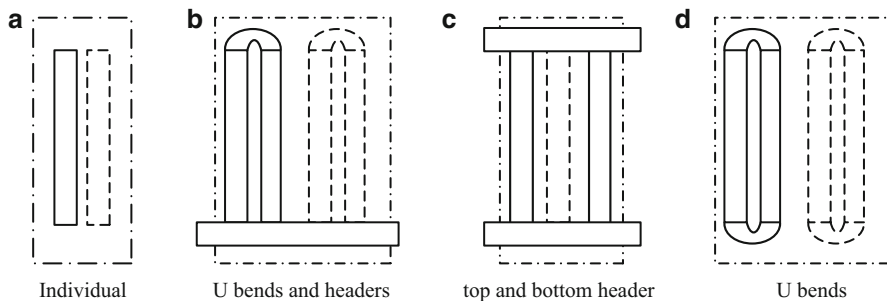 a b c d
Individual U bends and headers top and bottom header U bends